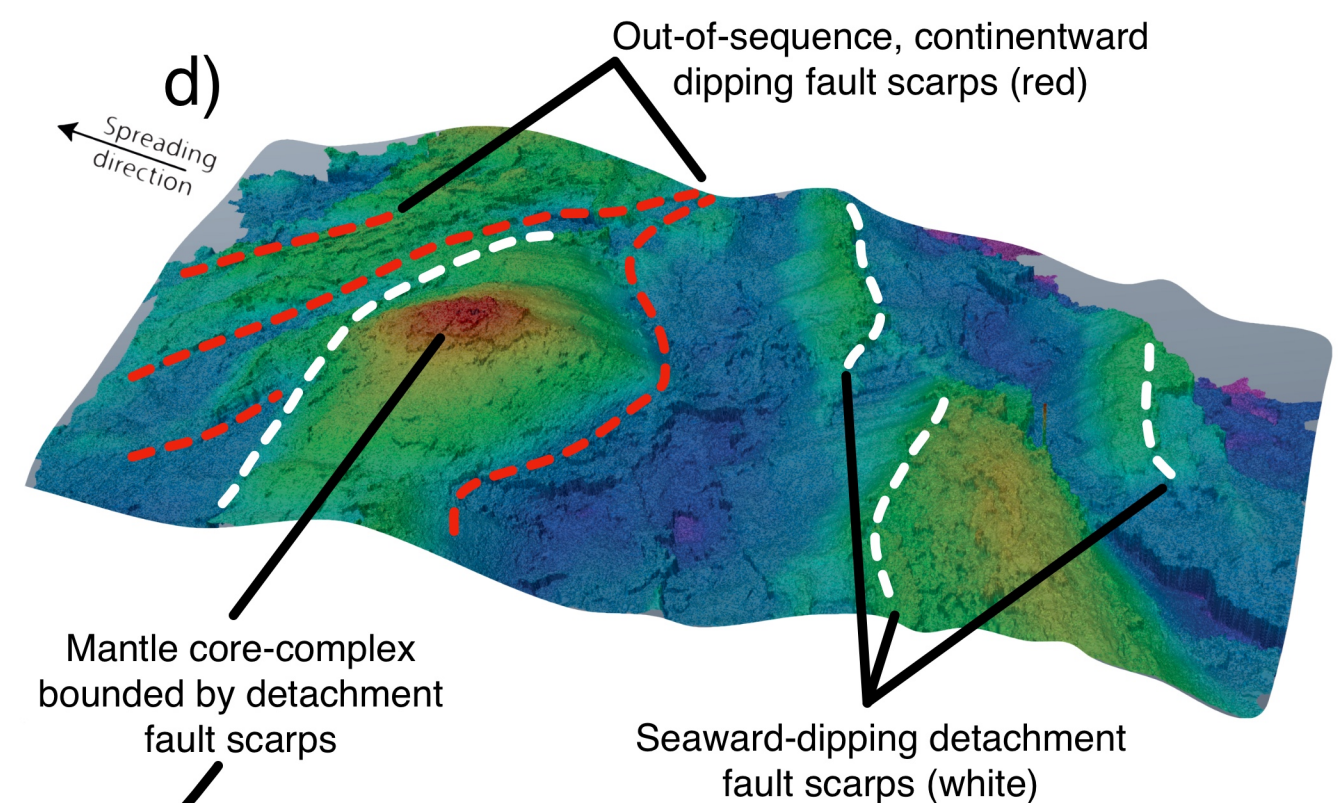 Out-of-sequence, continentward
dipping fault scarps (red)
d)
Spreading
direction
Mantle core-complex
bounded by detachment
fault scarps
Seaward-dipping detachment
fault scarps (white)